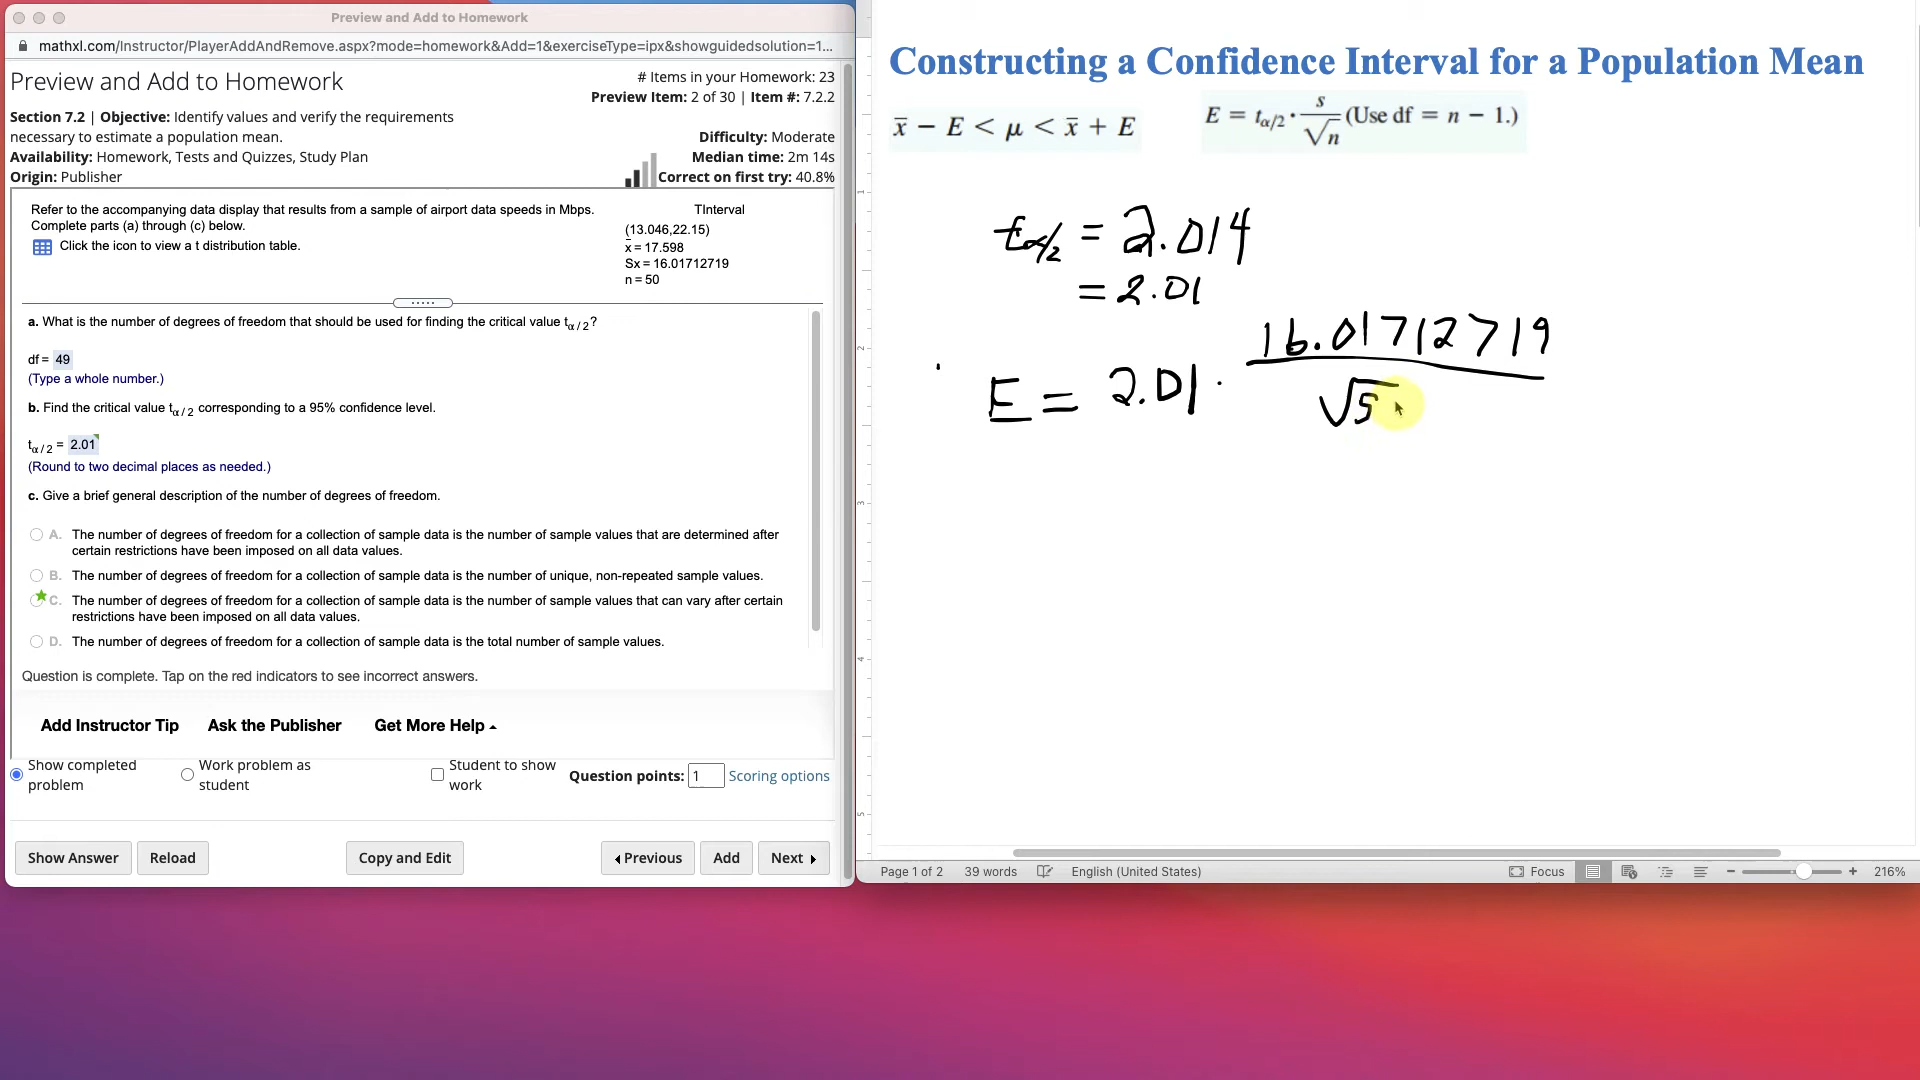 Preview and Add to Homework
mathxl.com/Instructor/PlayerAddAndRemove.aspx?mode=homework&Add=1&exerciseType=ipx&showguidedsolution=1...
Preview and Add to Homework
# Items in your Homework: 23
Preview Item: 2 of 30 | Item #: 7.2.2
Section 7.2 | Objective: Identify values and verify the requirements
necessary to estimate a population mean.
Availability: Homework, Tests and Quizzes, Study Plan
Origin: Publisher
Difficulty: Moderate
Median time: 2m 14s
Correct on first try: 40.8%
Refer to the accompanying data display that results from a sample of airport data speeds in Mbps.
Complete parts (a) through (c) below.
Click the icon to view a t distribution table.
TInterval
(13.046,22.15)
x̄ = 17.598
Sx = 16.01712719
n = 50
a. What is the number of degrees of freedom that should be used for finding the critical value tα/2?
df = 49
(Type a whole number.)
b. Find the critical value tα/2 corresponding to a 95% confidence level.
tα/2 = 2.01
(Round to two decimal places as needed.)
c. Give a brief general description of the number of degrees of freedom.
A. The number of degrees of freedom for a collection of sample data is the number of sample values that are determined after
certain restrictions have been imposed on all data values.
B. The number of degrees of freedom for a collection of sample data is the number of unique, non-repeated sample values.
C. The number of degrees of freedom for a collection of sample data is the number of sample values that can vary after certain
restrictions have been imposed on all data values.
D. The number of degrees of freedom for a collection of sample data is the total number of sample values.
Question is complete. Tap on the red indicators to see incorrect answers.
Add Instructor Tip Ask the Publisher Get More Help
Show completed
problem
Work problem as
student
Student to show
work
Question points: 1 Scoring options
Show Answer Reload Copy and Edit Previous Add Next
Constructing a Confidence Interval for a Population Mean
x̄ − E < μ < x̄ + E
E = tα/2 · s/√n (Use df = n − 1.)
tα/2 = 2.014
= 2.01
E = 2.01 · 16.01712719/√5
1
2
3
4
5
Page 1 of 2 39 words English (United States) Focus 216%